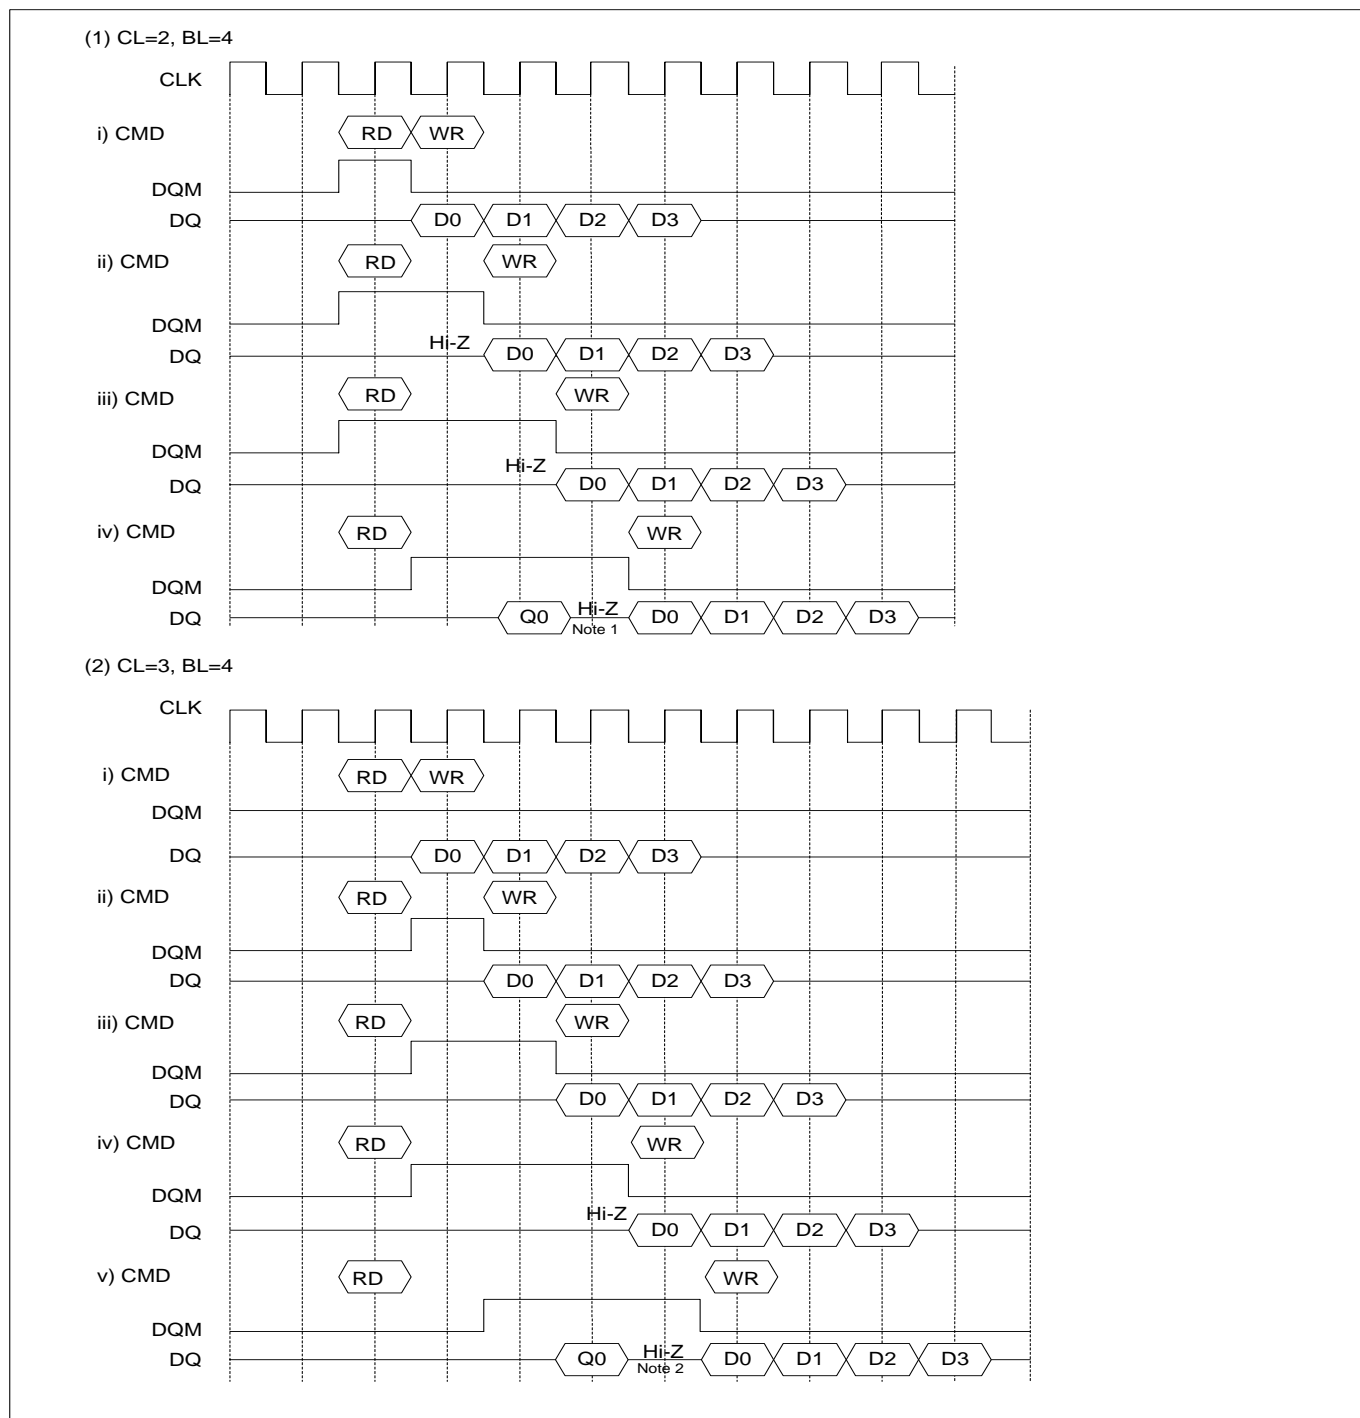 (1) CL=2, BL=4
CLK
i) CMD RD WR
DQM
DQ D0 D1 D2 D3
ii) CMD RD WR
DQM
DQ Hi-Z D0 D1 D2 D3
iii) CMD RD WR
DQM
DQ Hi-Z D0 D1 D2 D3
iv) CMD RD WR
DQM
DQ Q0 Hi-Z D0 D1 D2 D3
Note 1
(2) CL=3, BL=4
CLK
i) CMD RD WR
DQM
DQ D0 D1 D2 D3
ii) CMD RD WR
DQM
DQ D0 D1 D2 D3
iii) CMD RD WR
DQM
DQ D0 D1 D2 D3
iv) CMD RD WR
DQM
DQ Hi-Z D0 D1 D2 D3
v) CMD RD WR
DQM
DQ Q0 Hi-Z D0 D1 D2 D3
Note 2